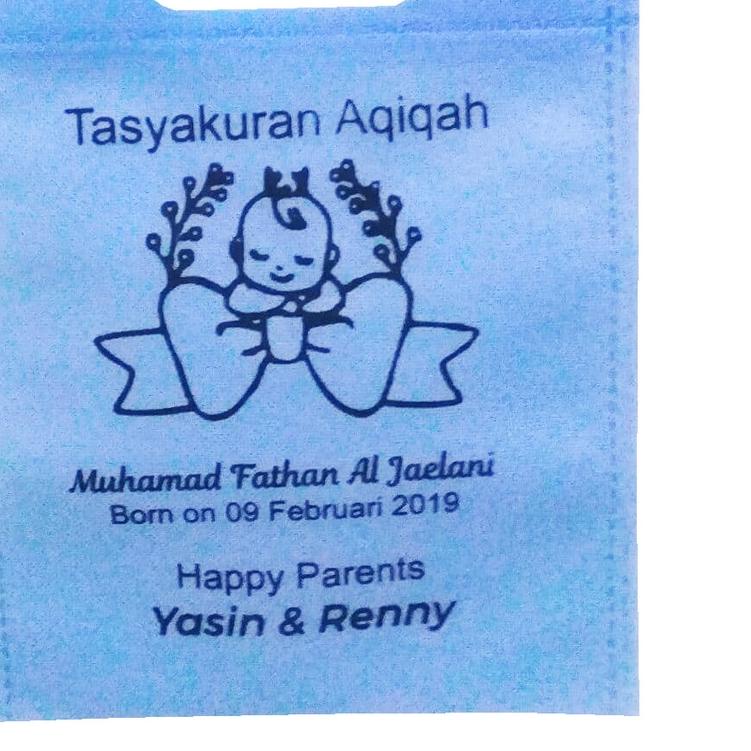 Tasyakuran Aqiqah
Muhamad Fathan Al Jaelani
Born on 09 Februari 2019
Happy Parents
Yasin & Renny